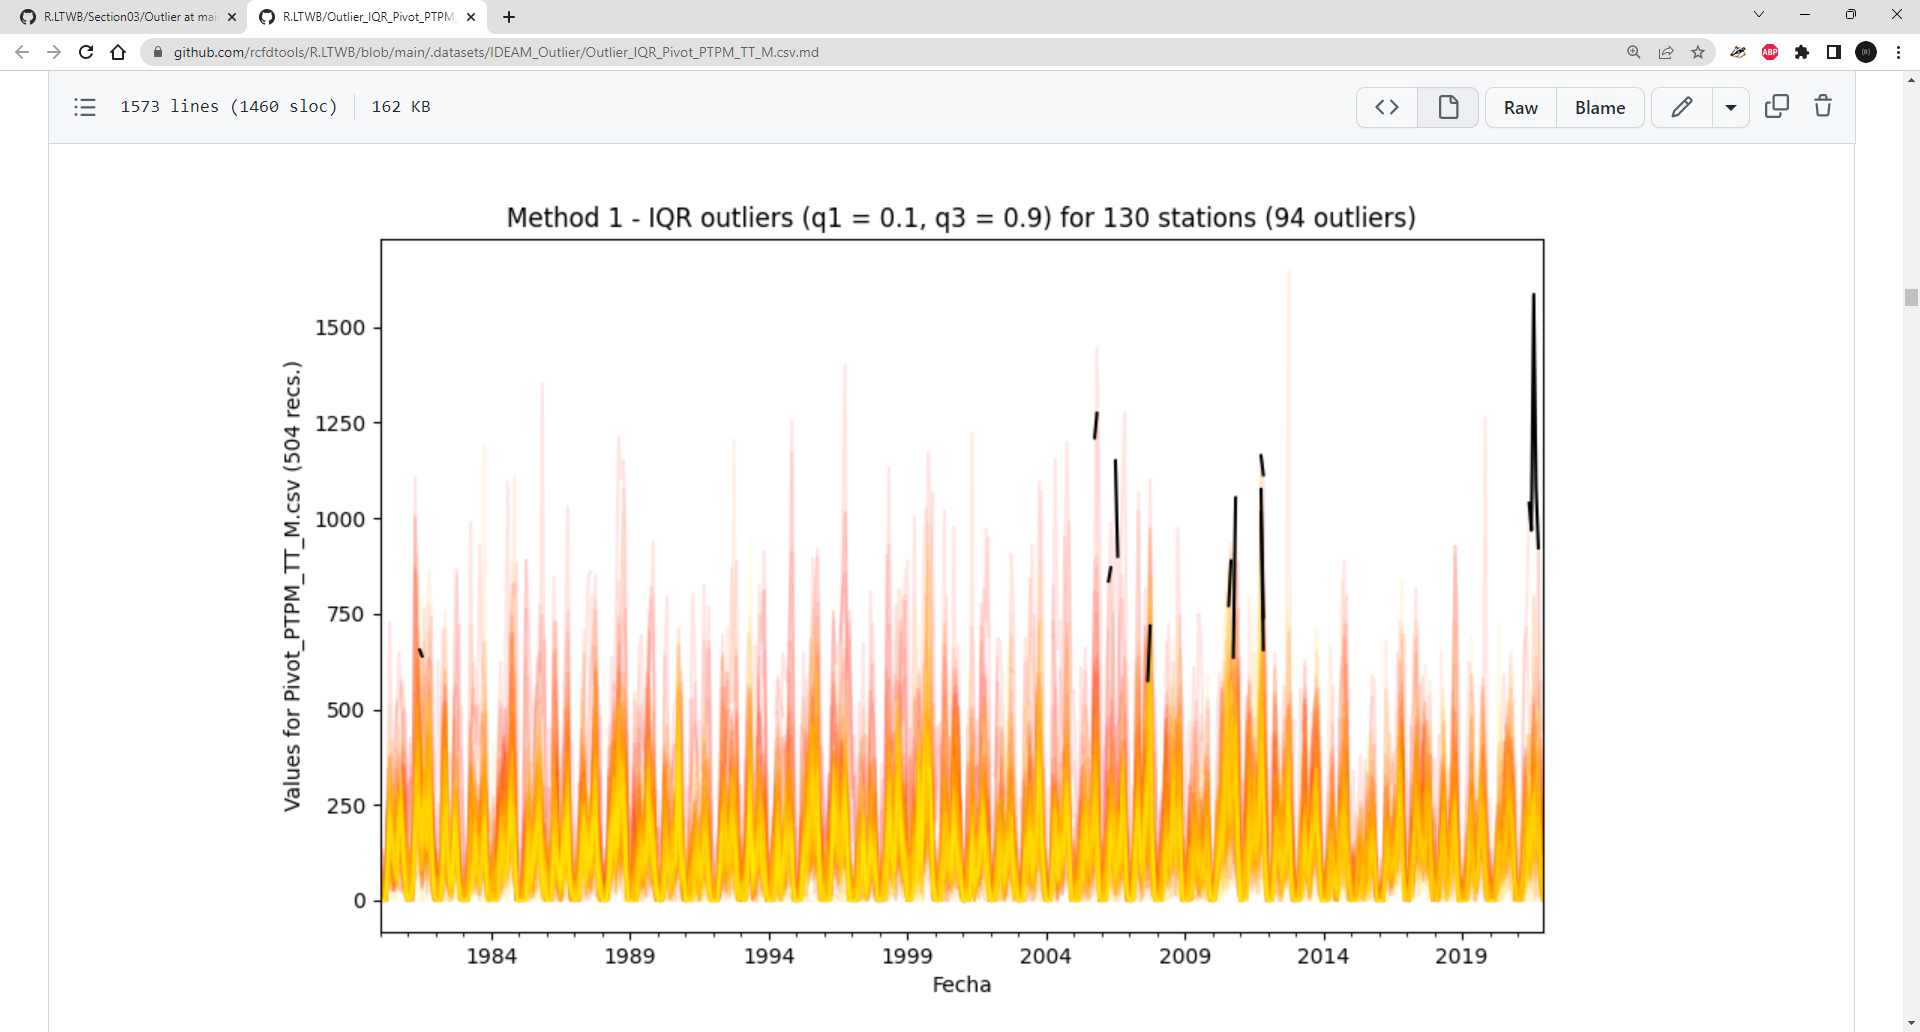 R.LTWB/Section03/Outlier at mai
R.LTWB/Outlier_IQR_Pivot_PTPM_
github.com/rcfdtools/R.LTWB/blob/main/.datasets/IDEAM_Outlier/Outlier_IQR_Pivot_PTPM_TT_M.csv.md
ABP
1573 lines (1460 sloc)
162 KB
Raw
Blame
Method 1 - IQR outliers (q1 = 0.1, q3 = 0.9) for 130 stations (94 outliers)
Values for Pivot_PTPM_TT_M.csv (504 recs.)
1500
1250
1000
750
500
250
0
1984 1989 1994 1999 2004 2009 2014 2019
Fecha